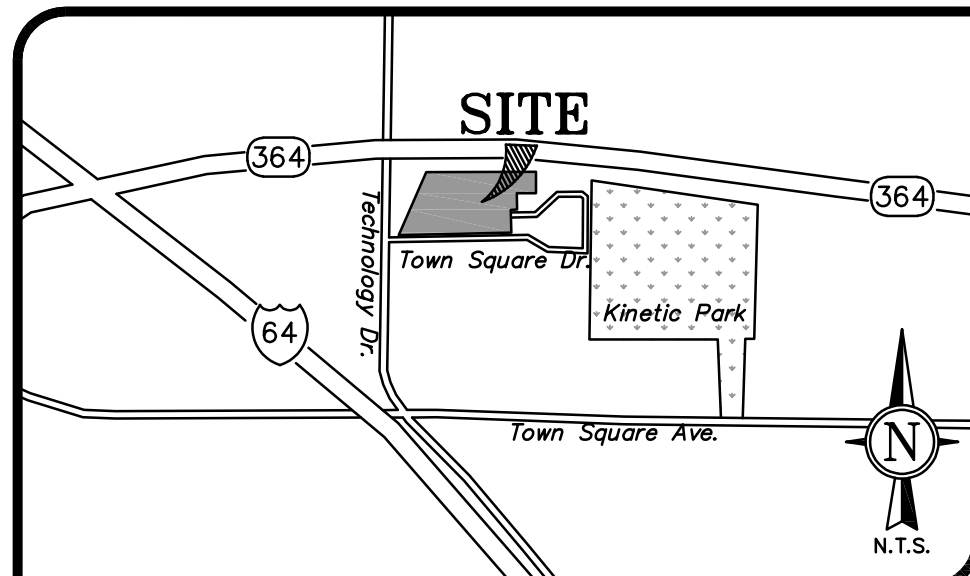 SITE
364
364
Technology Dr.
Town Square Dr.
Kinetic Park
64
Town Square Ave.
N
N.T.S.